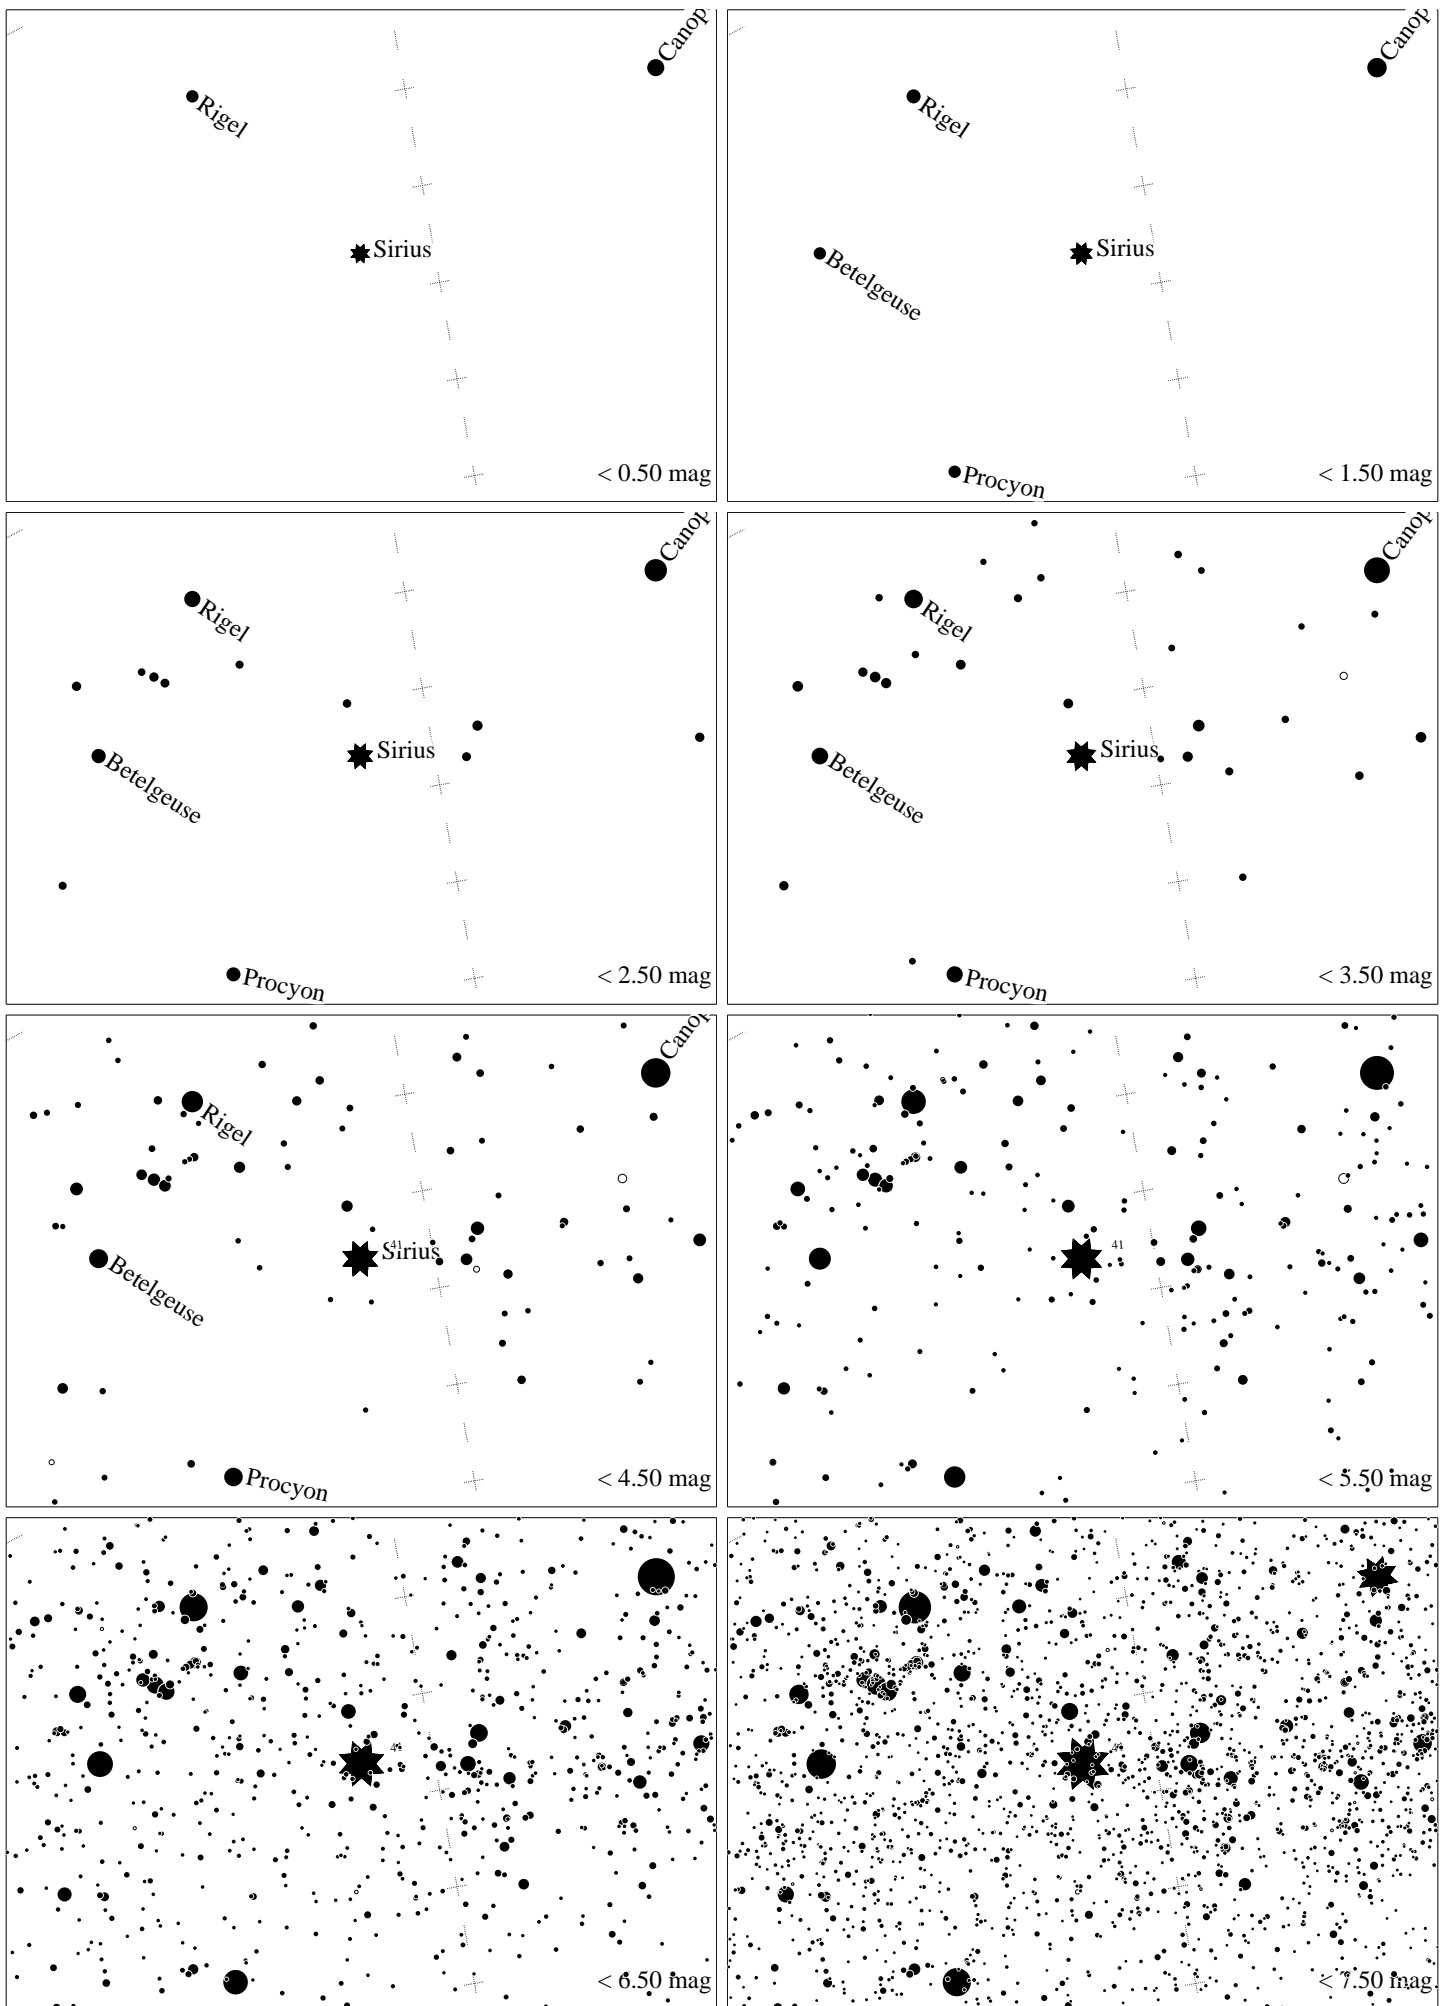 Canop
Rigel
Sirius
< 0.50 mag
Canop
Rigel
Sirius
Betelgeuse
Procyon
< 1.50 mag
Canop
Rigel
Sirius
Betelgeuse
Procyon
< 2.50 mag
Canop
Rigel
Sirius
Betelgeuse
Procyon
< 3.50 mag
Canop
Rigel
41
Sirius
Betelgeuse
Procyon
< 4.50 mag
41
< 5.50 mag
< 6.50 mag
< 7.50 mag